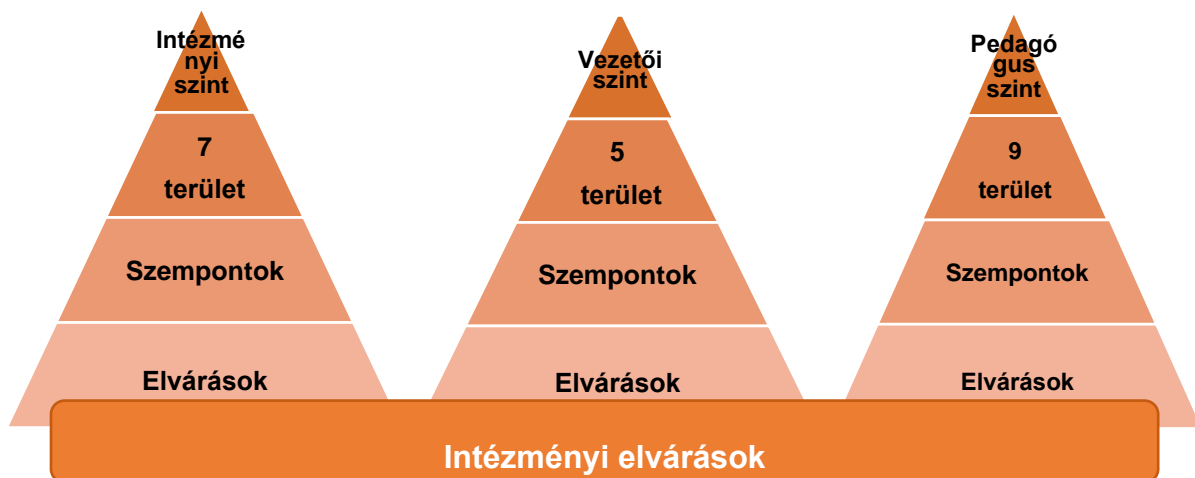 Intézmé
nyi
szint
7
terület
Szempontok
Elvárások
Vezetői
szint
5
terület
Szempontok
Elvárások
Pedagó
gus
szint
9
terület
Szempontok
Elvárások
Intézményi elvárások